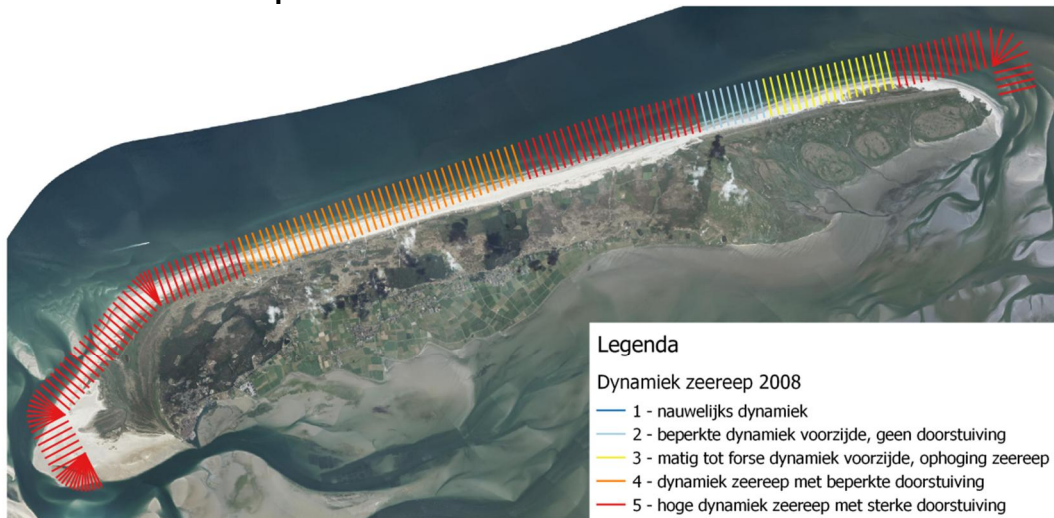 Legenda
Dynamiek zeereep 2008
1 - nauwelijks dynamiek
2 - beperkte dynamiek voorzijde, geen doorstuiving
3 - matig tot forse dynamiek voorzijde, ophoging zeereep
4 - dynamiek zeereep met beperkte doorstuiving
5 - hoge dynamiek zeereep met sterke doorstuiving